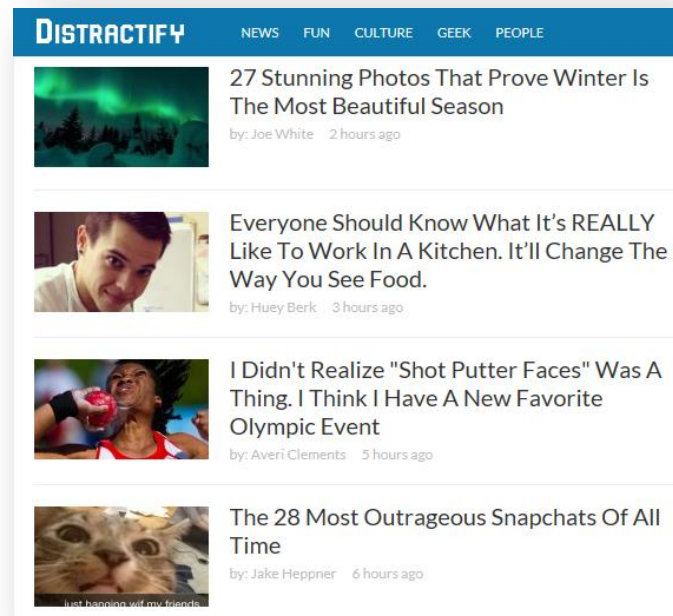 DISTRACTIFY NEWS FUN CULTURE GEEK PEOPLE
27 Stunning Photos That Prove Winter Is
The Most Beautiful Season
by: Joe White 2 hours ago
Everyone Should Know What It’s REALLY
Like To Work In A Kitchen. It’ll Change The
Way You See Food.
by: Huey Berk 3 hours ago
I Didn't Realize "Shot Putter Faces" Was A
Thing. I Think I Have A New Favorite
Olympic Event
by: Averi Clements 5 hours ago
The 28 Most Outrageous Snapchats Of All
Time
by: Jake Heppner 6 hours ago
just hanging wif my friends